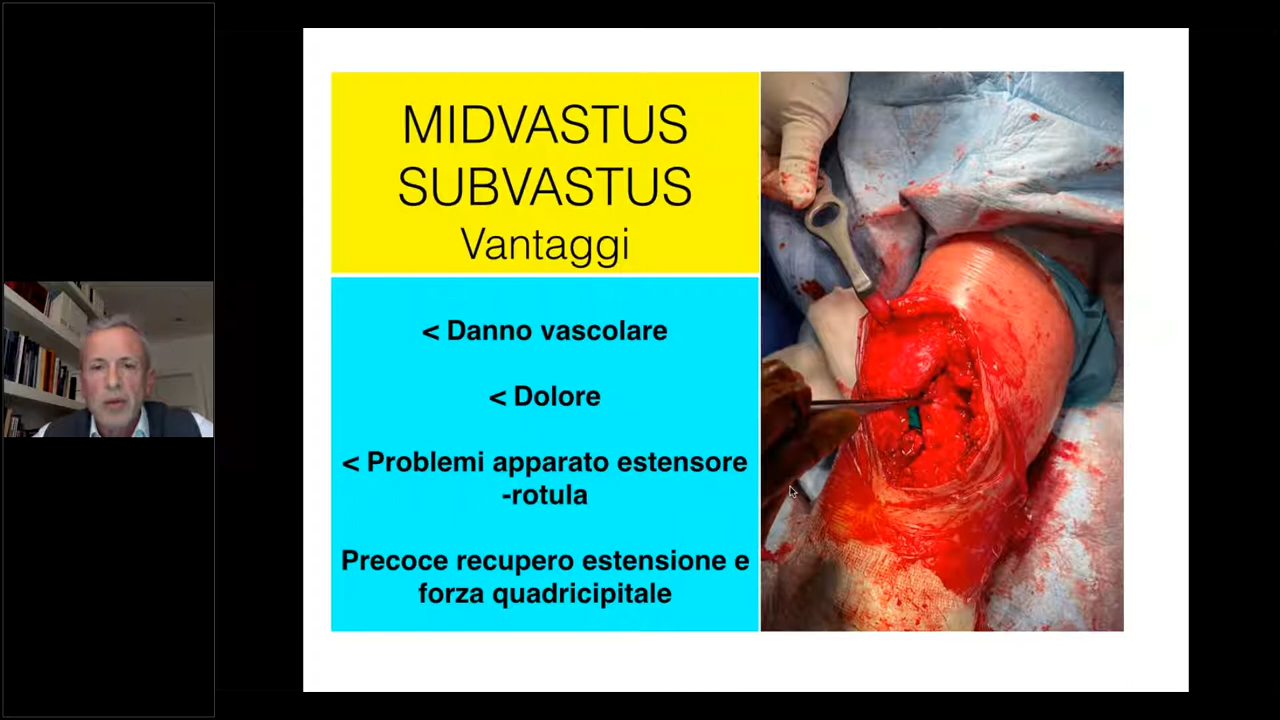 MIDVASTUS
SUBVASTUS
Vantaggi
< Danno vascolare
< Dolore
< Problemi apparato estensore
-rotula
Precoce recupero estensione e
forza quadricipitale